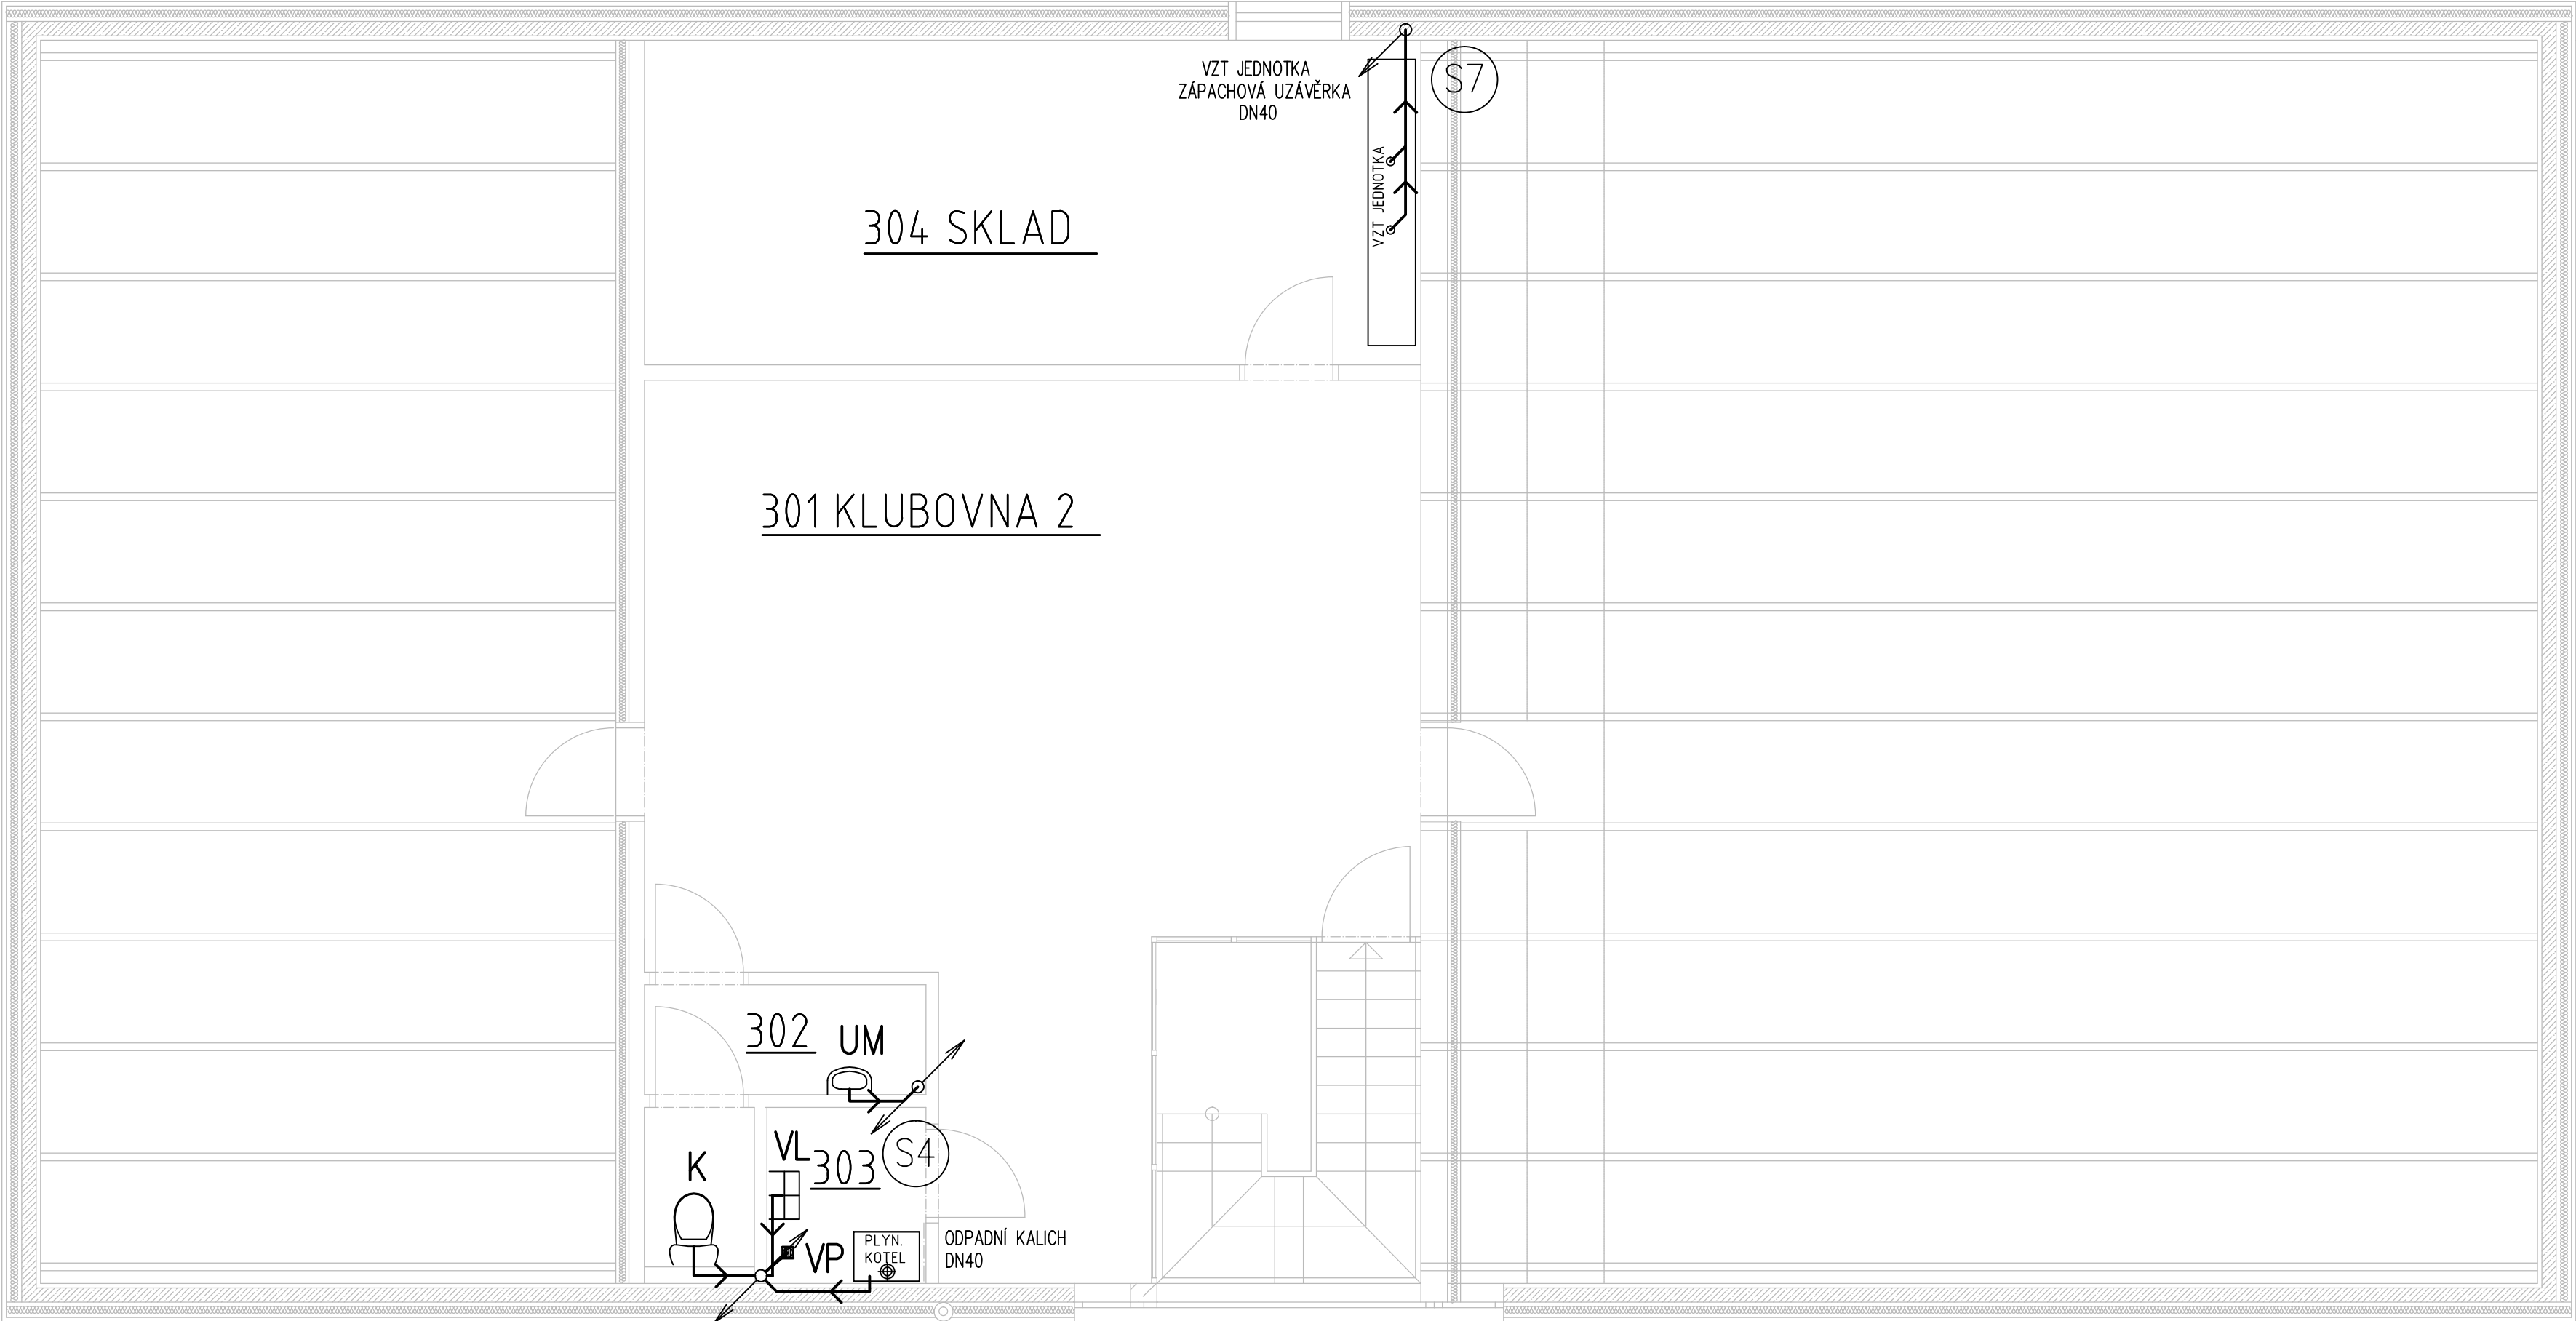 VZT JEDNOTKA
ZÁPACHOVÁ UZÁVĚRKA
DN40
S7
VZT JEDNOTKA
304 SKLAD
301 KLUBOVNA 2
302
UM
S4
VL
303
K
VP
PLYN.
KOTEL
ODPADNÍ KALICH
DN40